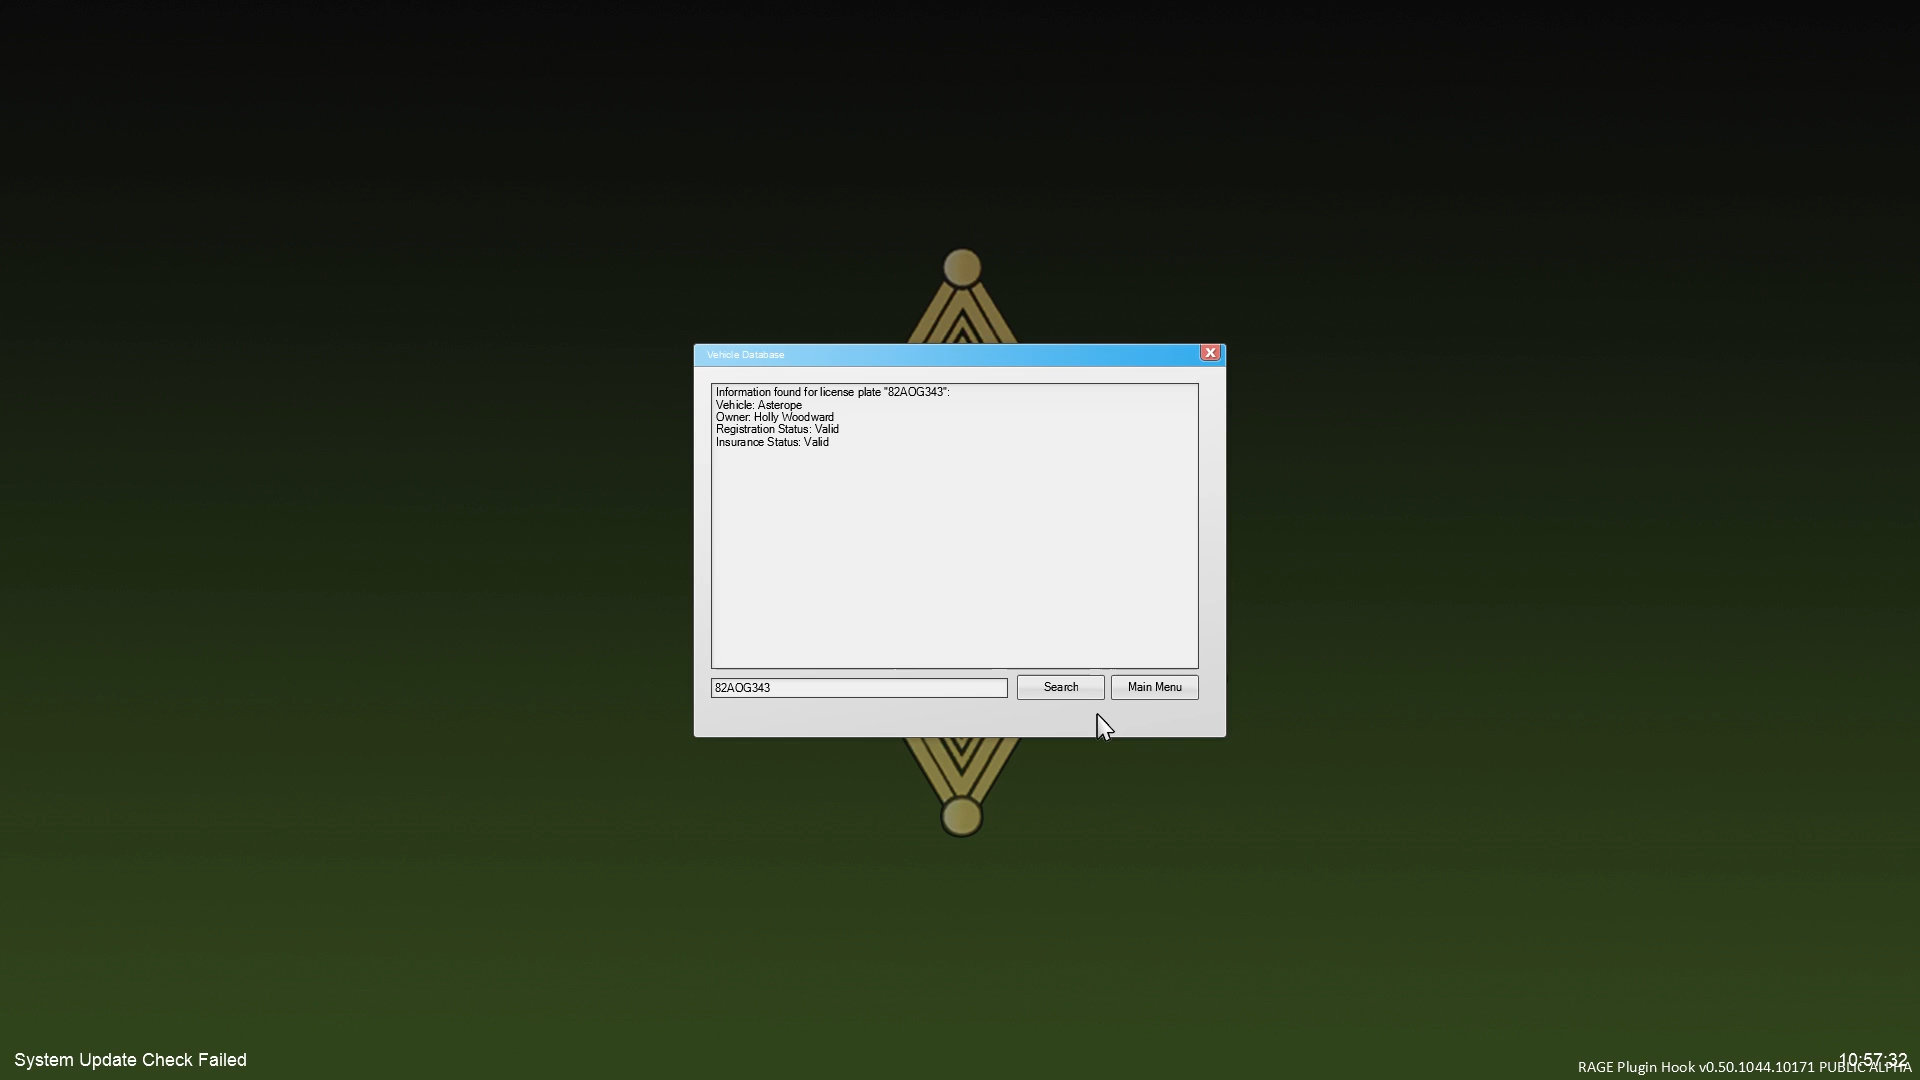 Vehicle Database
Information found for license plate "82AOG343":
Vehicle: Asterope
Owner: Holly Woodward
Registration Status: Valid
Insurance Status: Valid
82AOG343
Search
Main Menu
System Update Check Failed
10:57:32
RAGE Plugin Hook v0.50.1044.10171 PUBLIC ALPHA